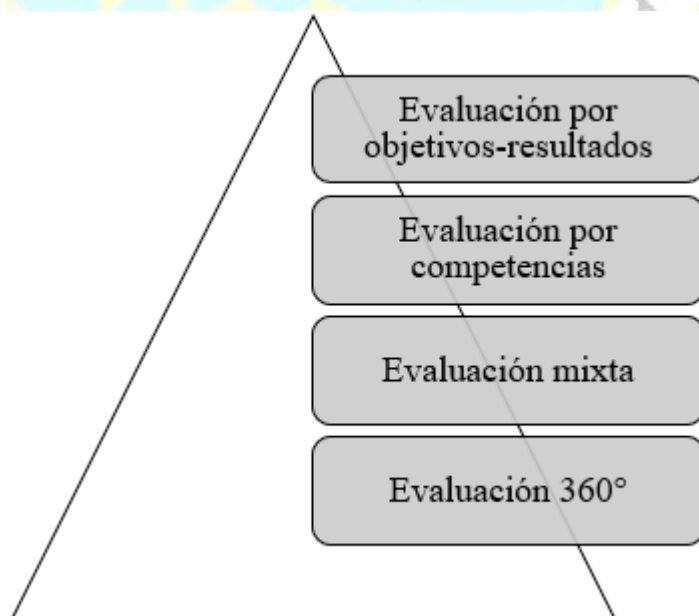 Evaluación por
objetivos-resultados
Evaluación por
competencias
Evaluación mixta
Evaluación 360°